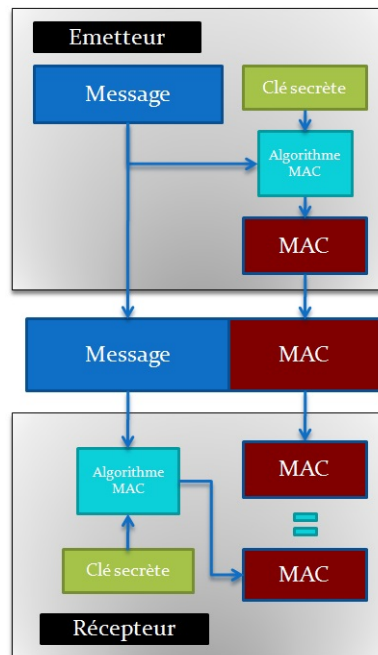 Emetteur
Message
Clé secrète
Algorithme
MAC
MAC
Message
MAC
Algorithme
MAC
MAC
Clé secrète
MAC
Récepteur